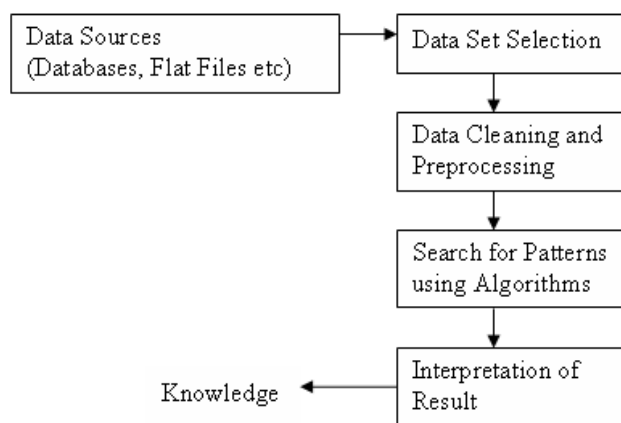 Data Sources
(Databases, Flat Files etc)
Data Set Selection
Data Cleaning and
Preprocessing
Search for Patterns
using Algorithms
Interpretation of
Result
Knowledge